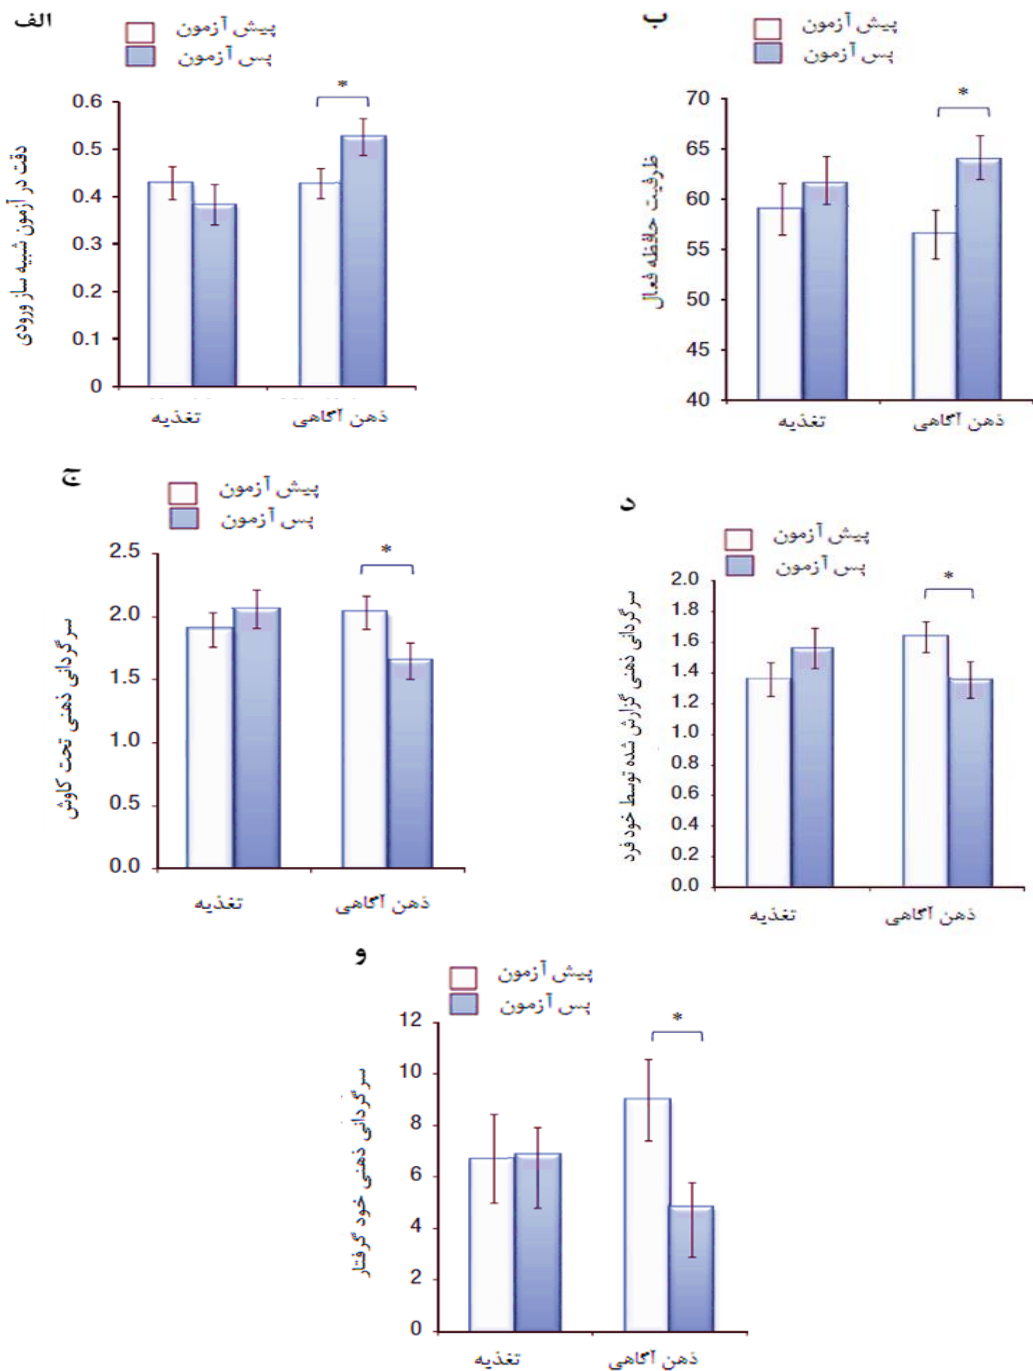 الف
پیش آزمون
پس آزمون
*
0.6
0.5
0.4
0.3
0.2
0.1
0
دقت در آزمون شبیه ساز ورودی
تغذیه
ذهن آگاهی
ب
پیش آزمون
پس آزمون
*
70
65
60
55
50
45
40
ظرفیت حافظه فعال
تغذیه
ذهن آگاهی
ج
پیش آزمون
پس آزمون
*
2.5
2.0
1.5
1.0
0.5
0.0
سرگردانی ذهنی تحت کاوش
تغذیه
ذهن آگاهی
د
پیش آزمون
پس آزمون
*
2.0
1.8
1.6
1.4
1.2
1.0
0.8
0.6
0.4
0.2
0.0
سرگردانی ذهنی گزارش شده توسط خود فرد
تغذیه
ذهن آگاهی
و
پیش آزمون
پس آزمون
*
12
10
8
6
4
2
0
سرگردانی ذهنی خود گرفتار
تغذیه
ذهن آگاهی